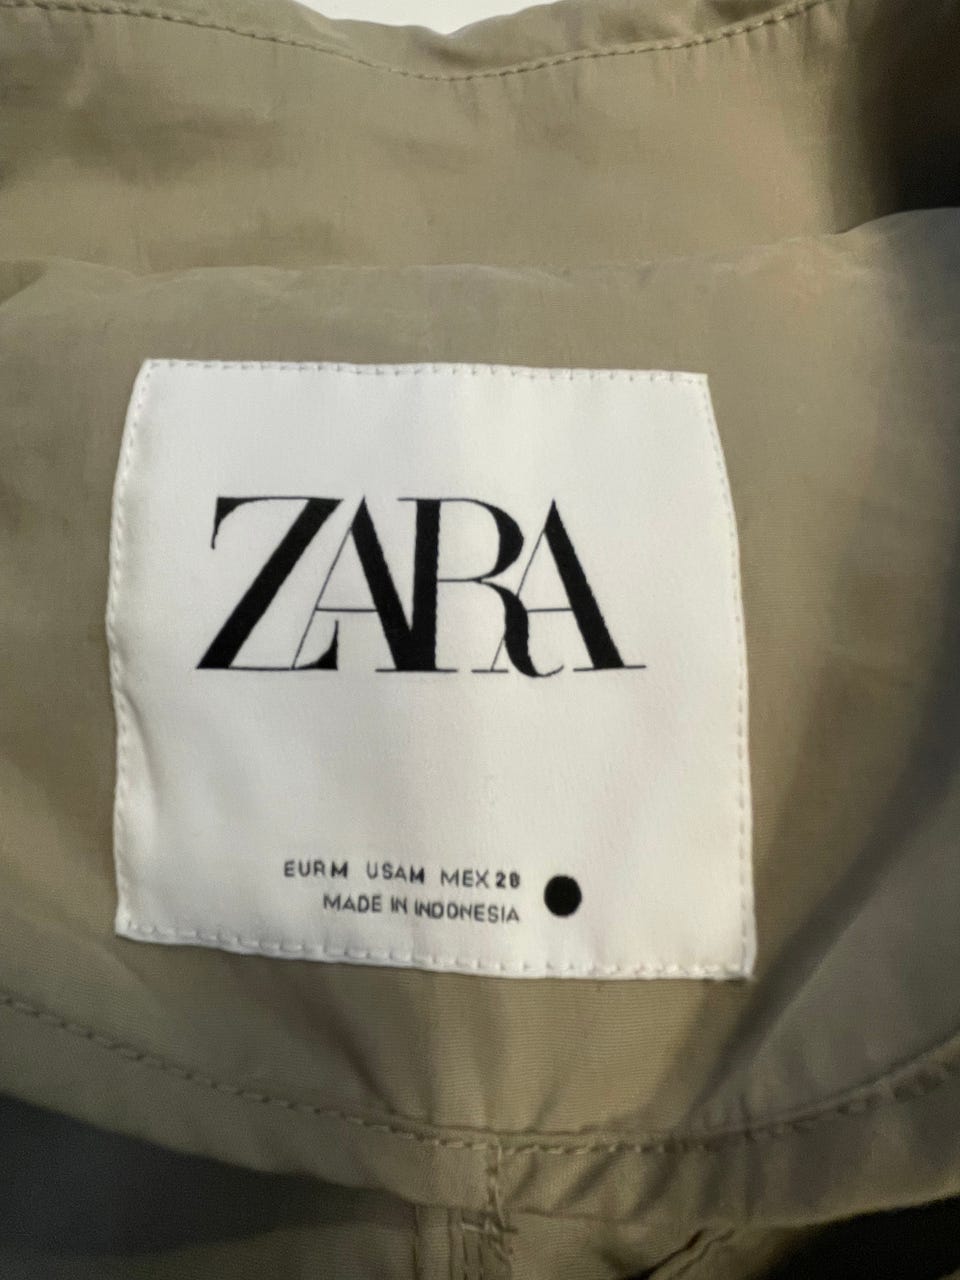 ZARA
EUR M USA M MEX 28
MADE IN INDONESIA